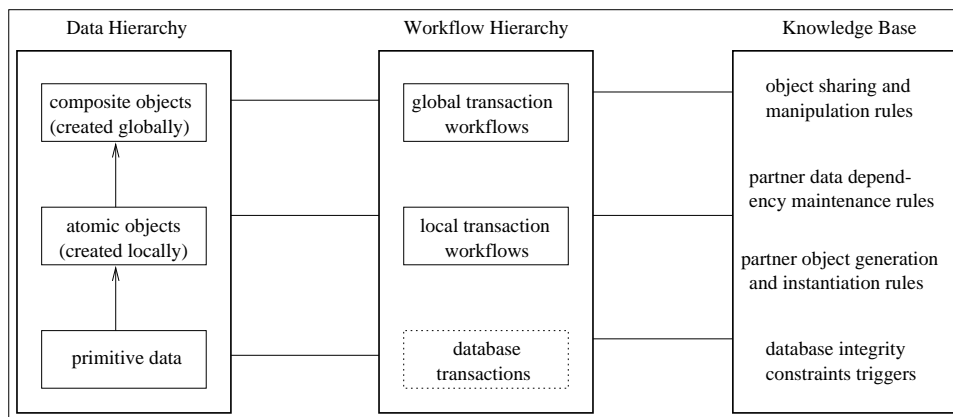 Data Hierarchy
composite objects
(created globally)
atomic objects
(created locally)
primitive data
Workflow Hierarchy
global transaction
workflows
local transaction
workflows
database
transactions
Knowledge Base
object sharing and
manipulation rules
partner data depend-
ency maintenance rules
partner object generation
and instantiation rules
database integrity
constraints triggers